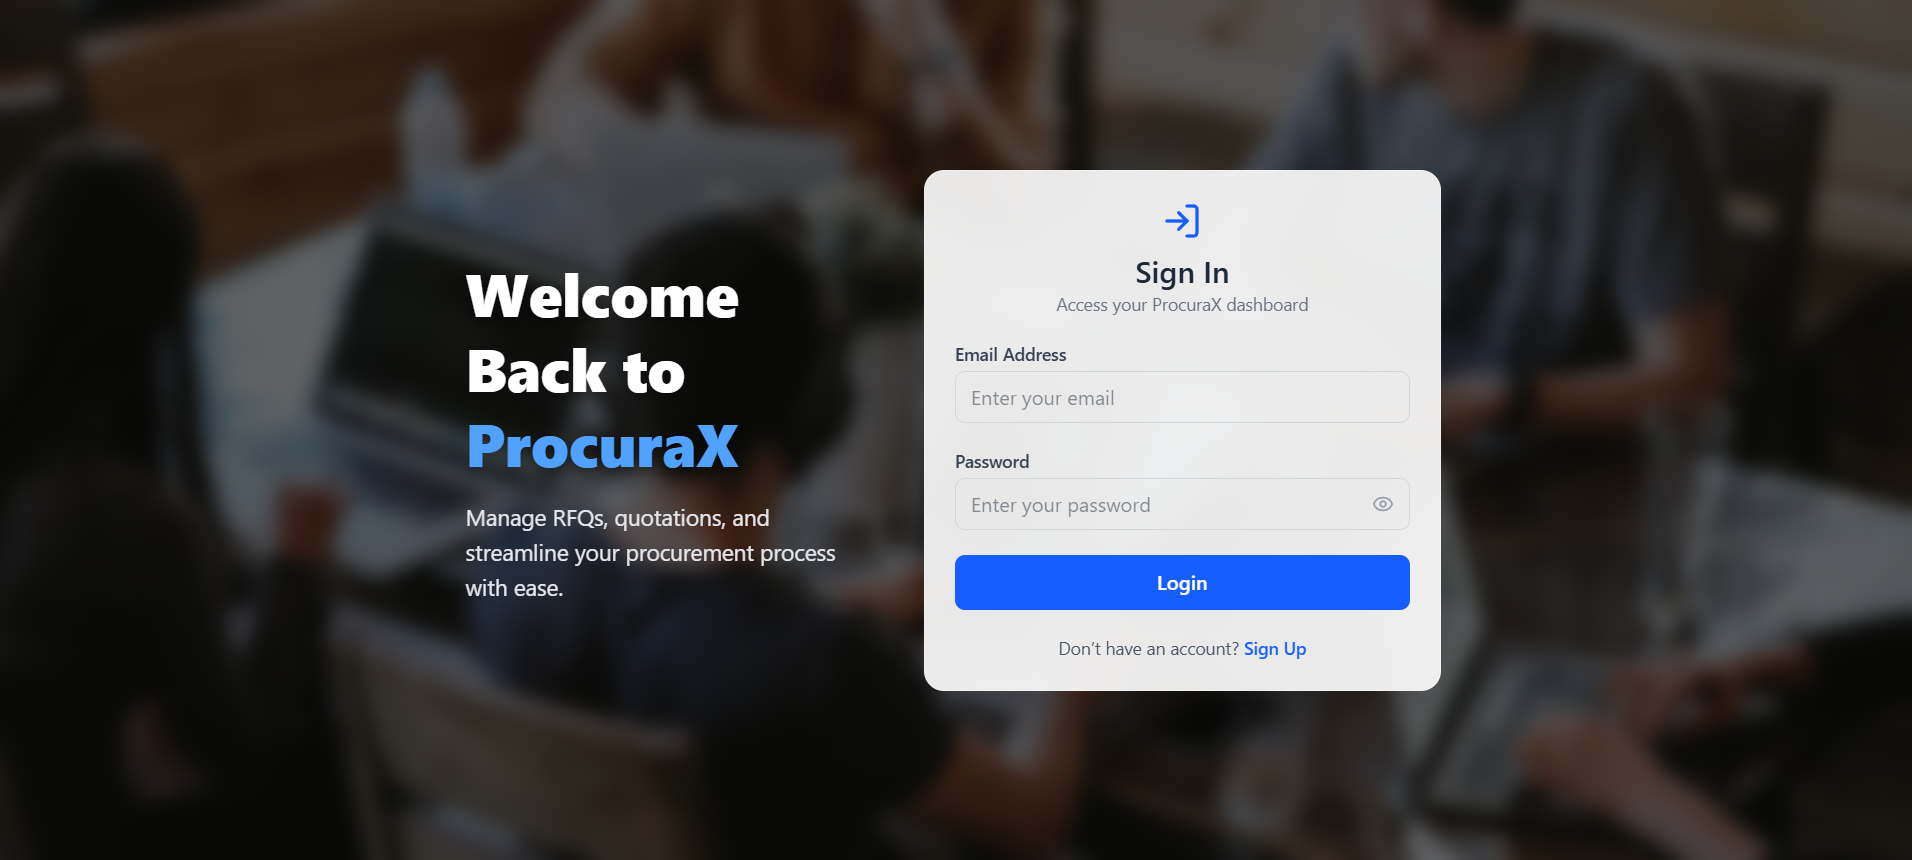 Welcome
Back to
ProcuraX
Manage RFQs, quotations, and
streamline your procurement process
with ease.
Sign In
Access your ProcuraX dashboard
Email Address
Enter your email
Password
Enter your password
Login
Don’t have an account? Sign Up